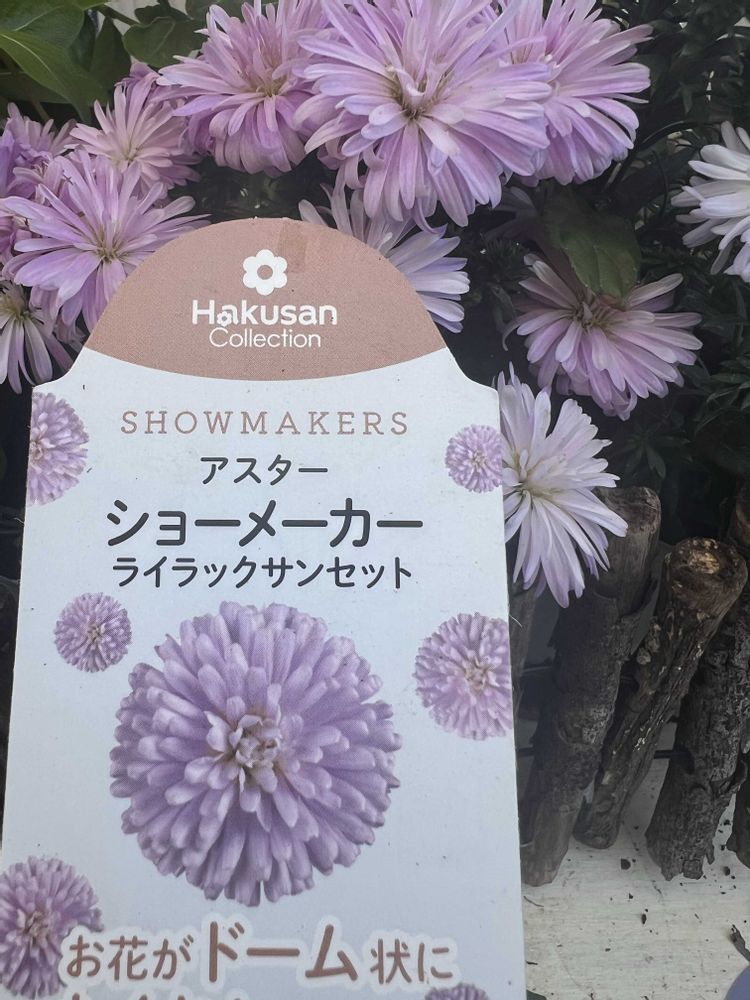 Hakusan
Collection
SHOWMAKERS
アスター
ショーメーカー
ライラックサンセット
お花がドーム状に